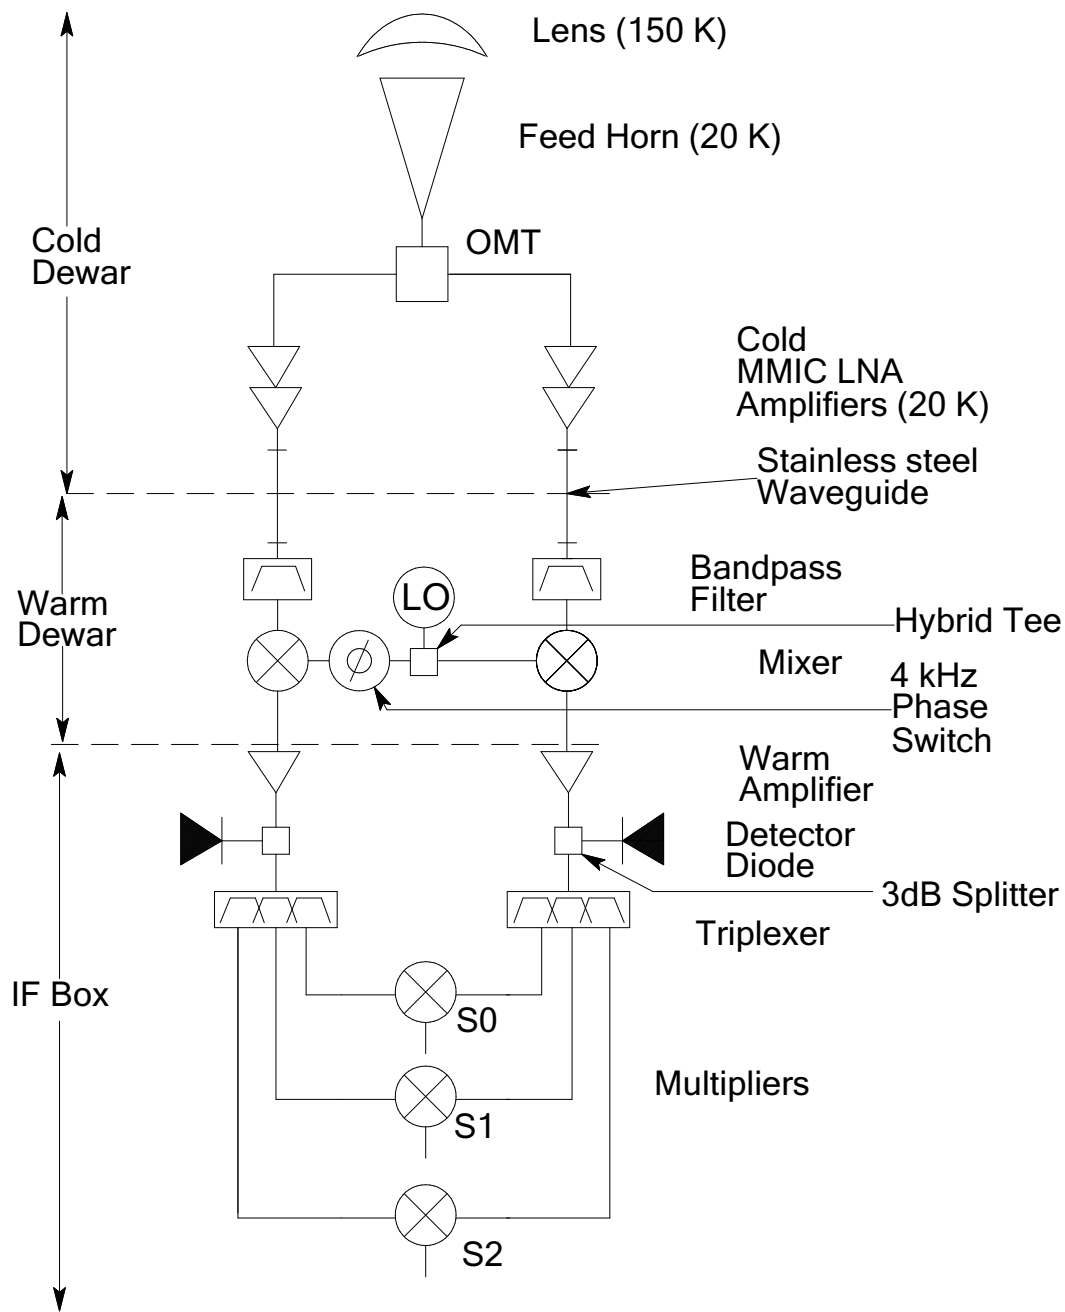 Lens (150 K)
Feed Horn (20 K)
OMT
Cold
Dewar
Cold
MMIC LNA
Amplifiers (20 K)
Stainless steel
Waveguide
Bandpass
Filter
LO
Warm
Dewar
Hybrid Tee
Mixer
4 kHz
Phase
Switch
Warm
Amplifier
Detector
Diode
3dB Splitter
Triplexer
IF Box
S0
Multipliers
S1
S2